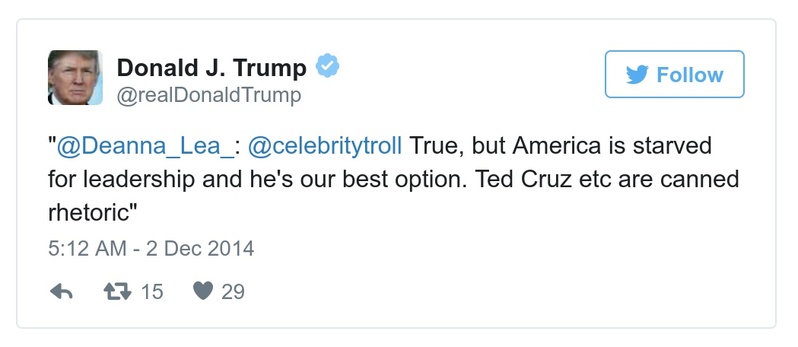 Donald J. Trump
@realDonaldTrump
Follow
"@Deanna_Lea_: @celebritytroll True, but America is starved
for leadership and he's our best option. Ted Cruz etc are canned
rhetoric"
5:12 AM - 2 Dec 2014
15 29